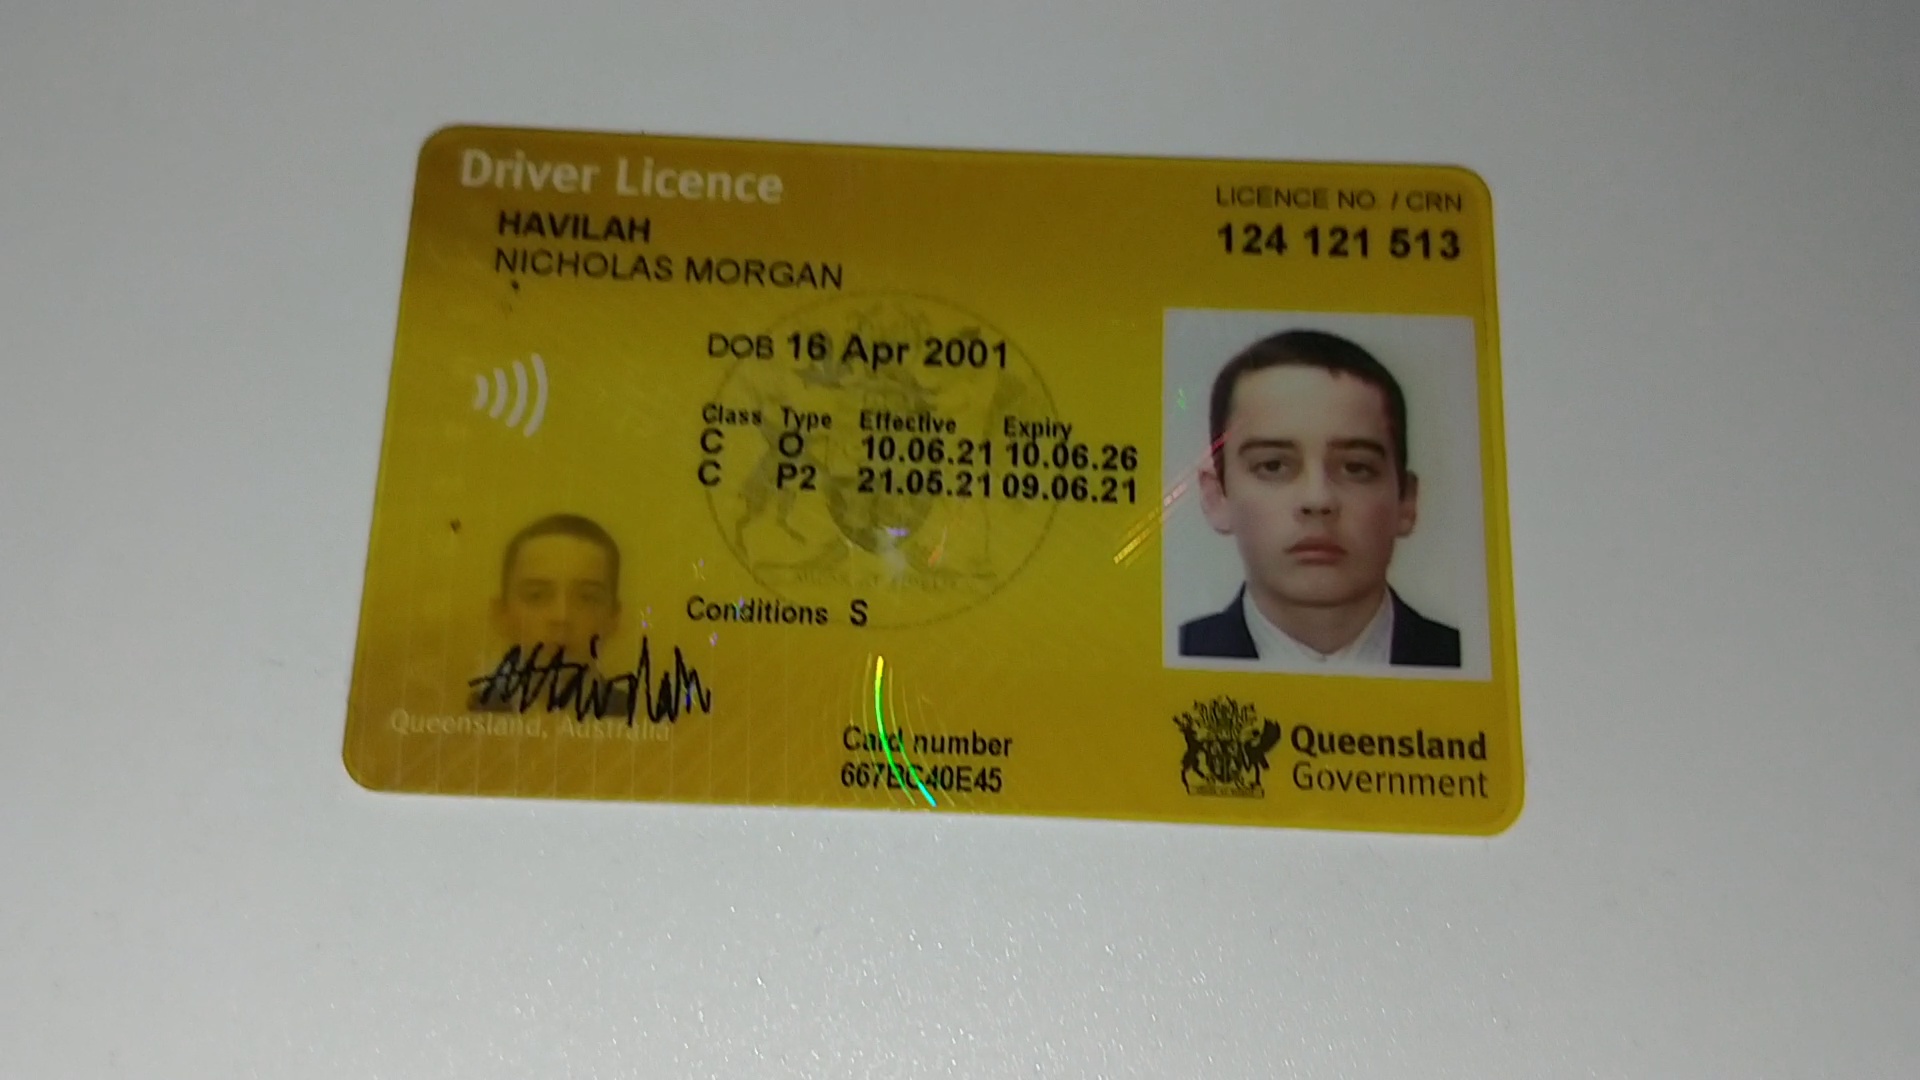 Driver Licence
HAVILAH
NICHOLAS MORGAN
LICENCE NO. / CRN
124 121 513
DOB 16 Apr 2001
Class Type Effective Expiry
C O 10.06.21 10.06.26
C P2 21.05.21 09.06.21
Conditions S
Queensland, Australia
Card number
667BC40E45
Queensland
Government